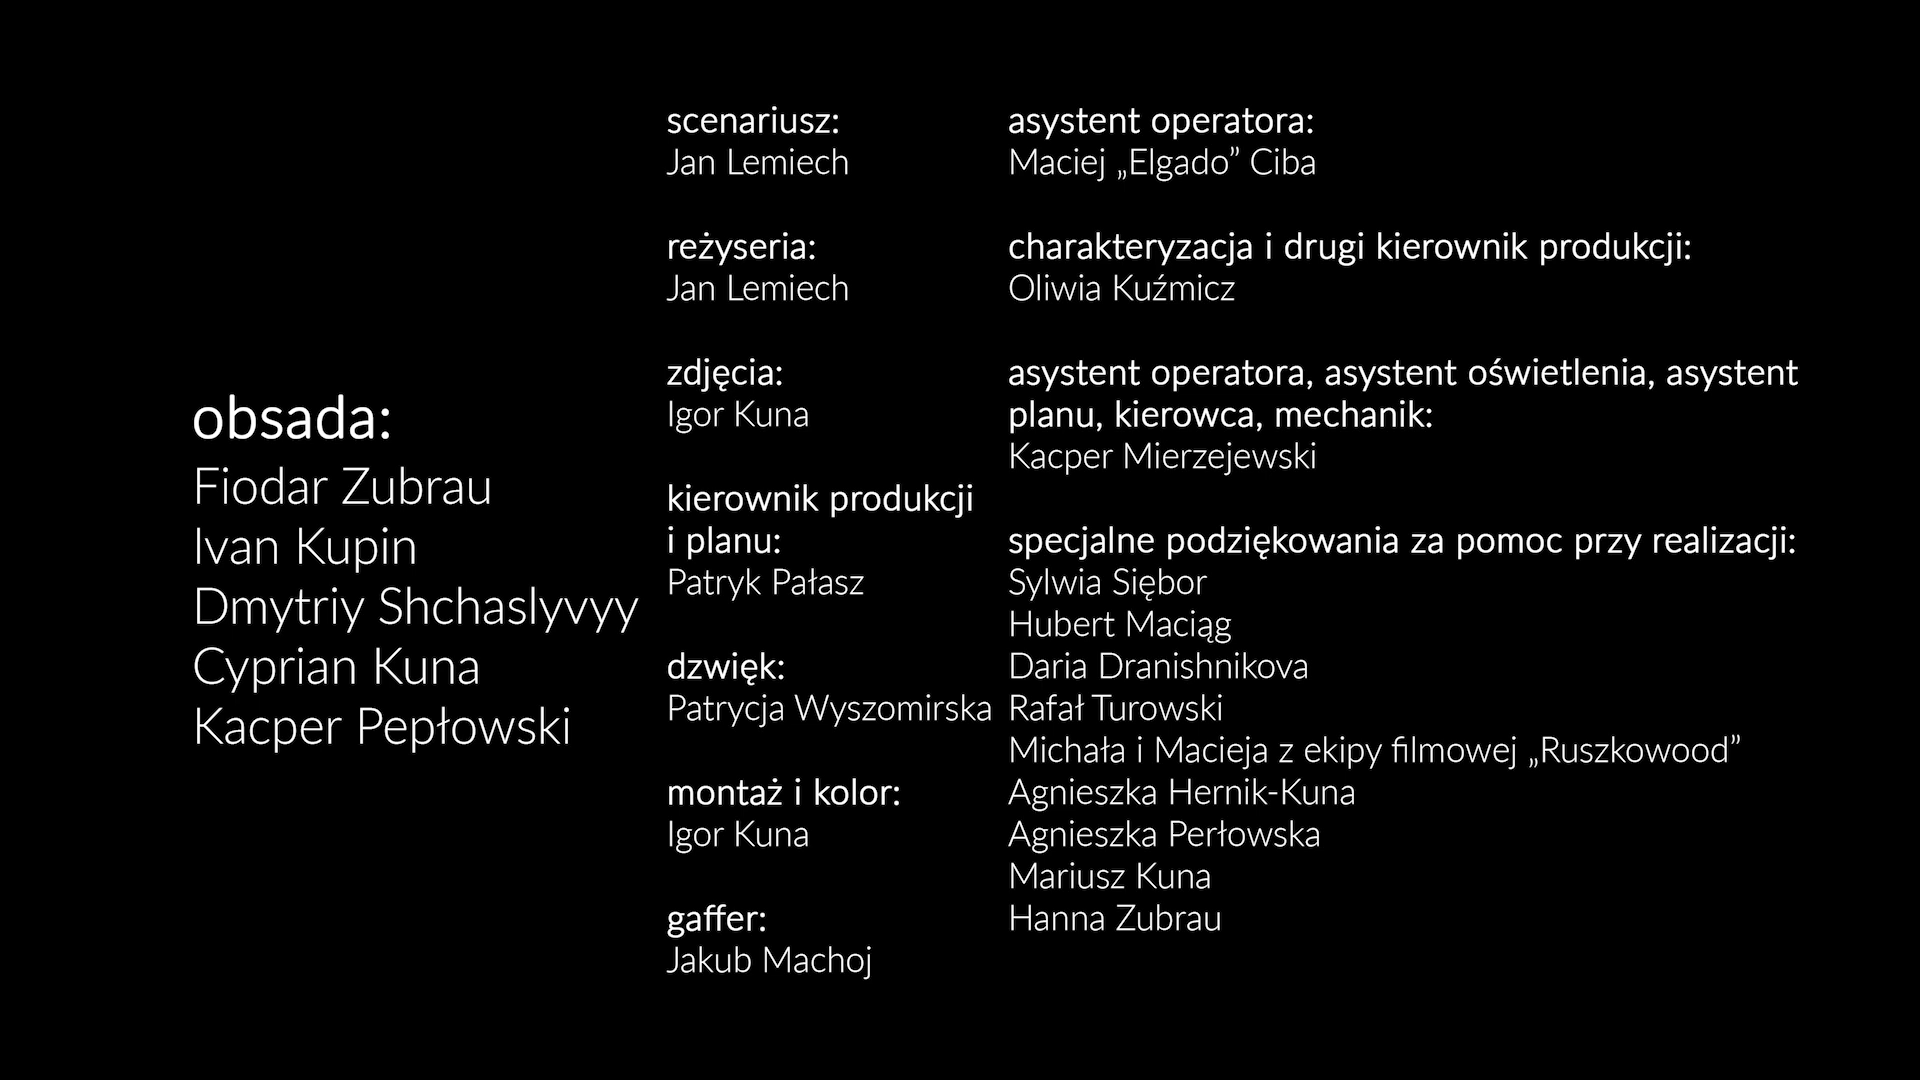 obsada:
Fiodar Zubrau
Ivan Kupin
Dmytriy Shchaslyvyy
Cyprian Kuna
Kacper Pepłowski
scenariusz:
Jan Lemiech
reżyseria:
Jan Lemiech
zdjęcia:
Igor Kuna
kierownik produkcji
i planu:
Patryk Pałasz
dzwięk:
Patrycja Wyszomirska
montaż i kolor:
Igor Kuna
gaffer:
Jakub Machoj
asystent operatora:
Maciej „Elgado” Ciba
charakteryzacja i drugi kierownik produkcji:
Oliwia Kuźmicz
asystent operatora, asystent oświetlenia, asystent
planu, kierowca, mechanik:
Kacper Mierzejewski
specjalne podziękowania za pomoc przy realizacji:
Sylwia Siębor
Hubert Maciąg
Daria Dranishnikova
Rafał Turowski
Michała i Macieja z ekipy filmowej „Ruszkowood”
Agnieszka Hernik-Kuna
Agnieszka Perłowska
Mariusz Kuna
Hanna Zubrau